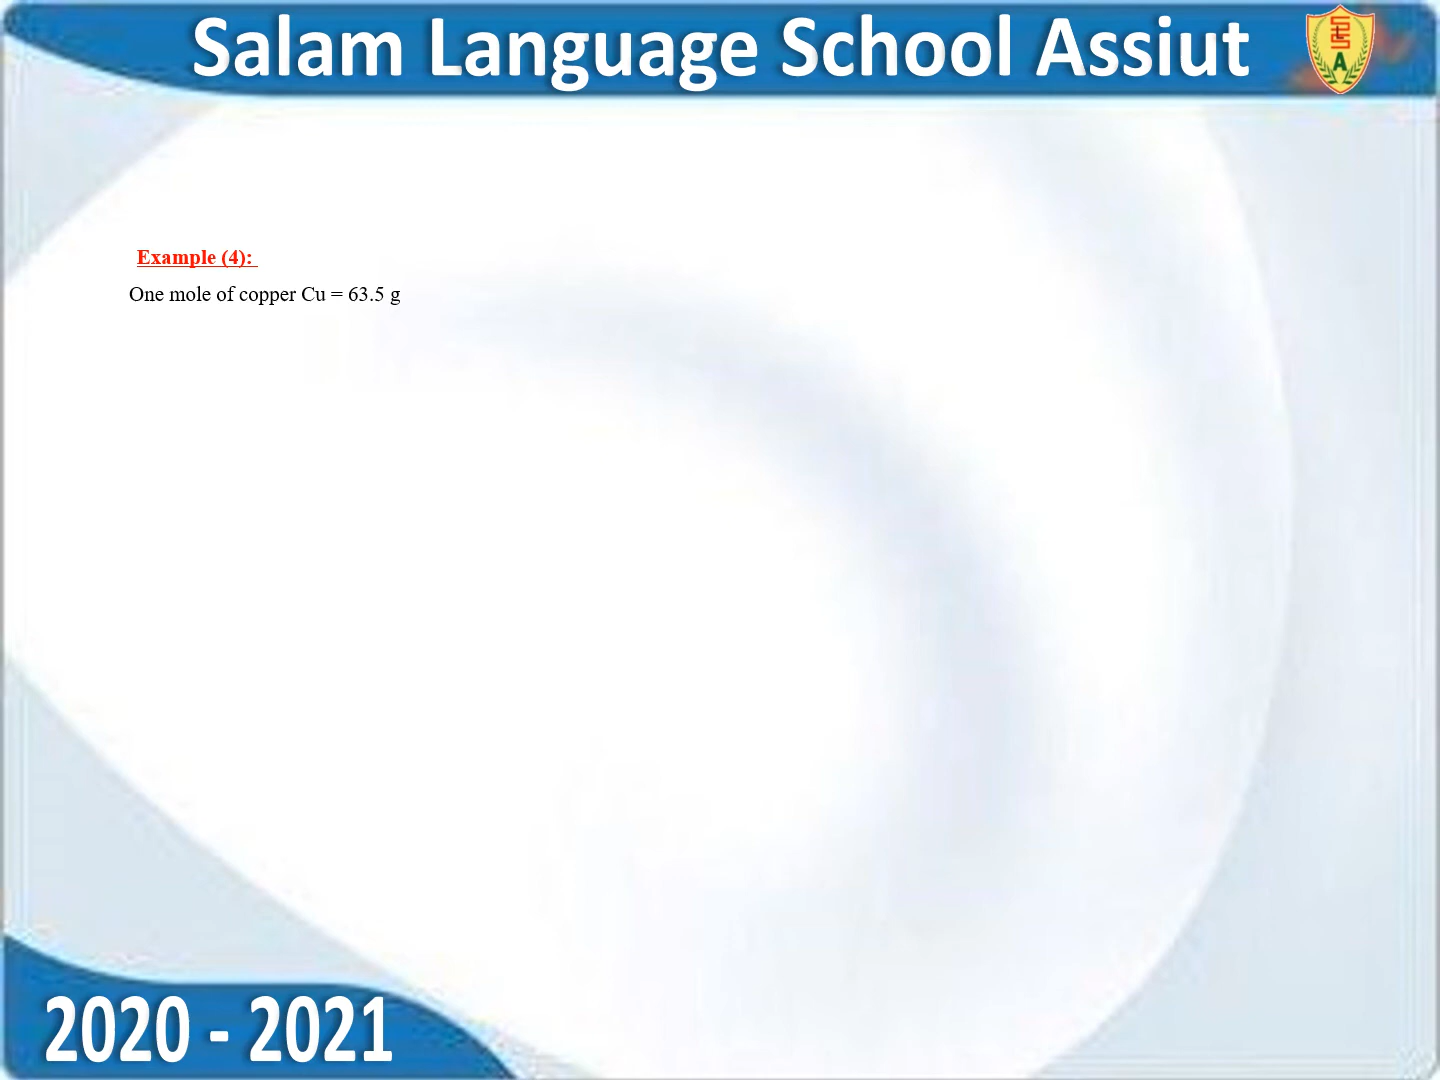 Salam Language School Assiut
Example (4):
One mole of copper Cu = 63.5 g
2020 - 2021